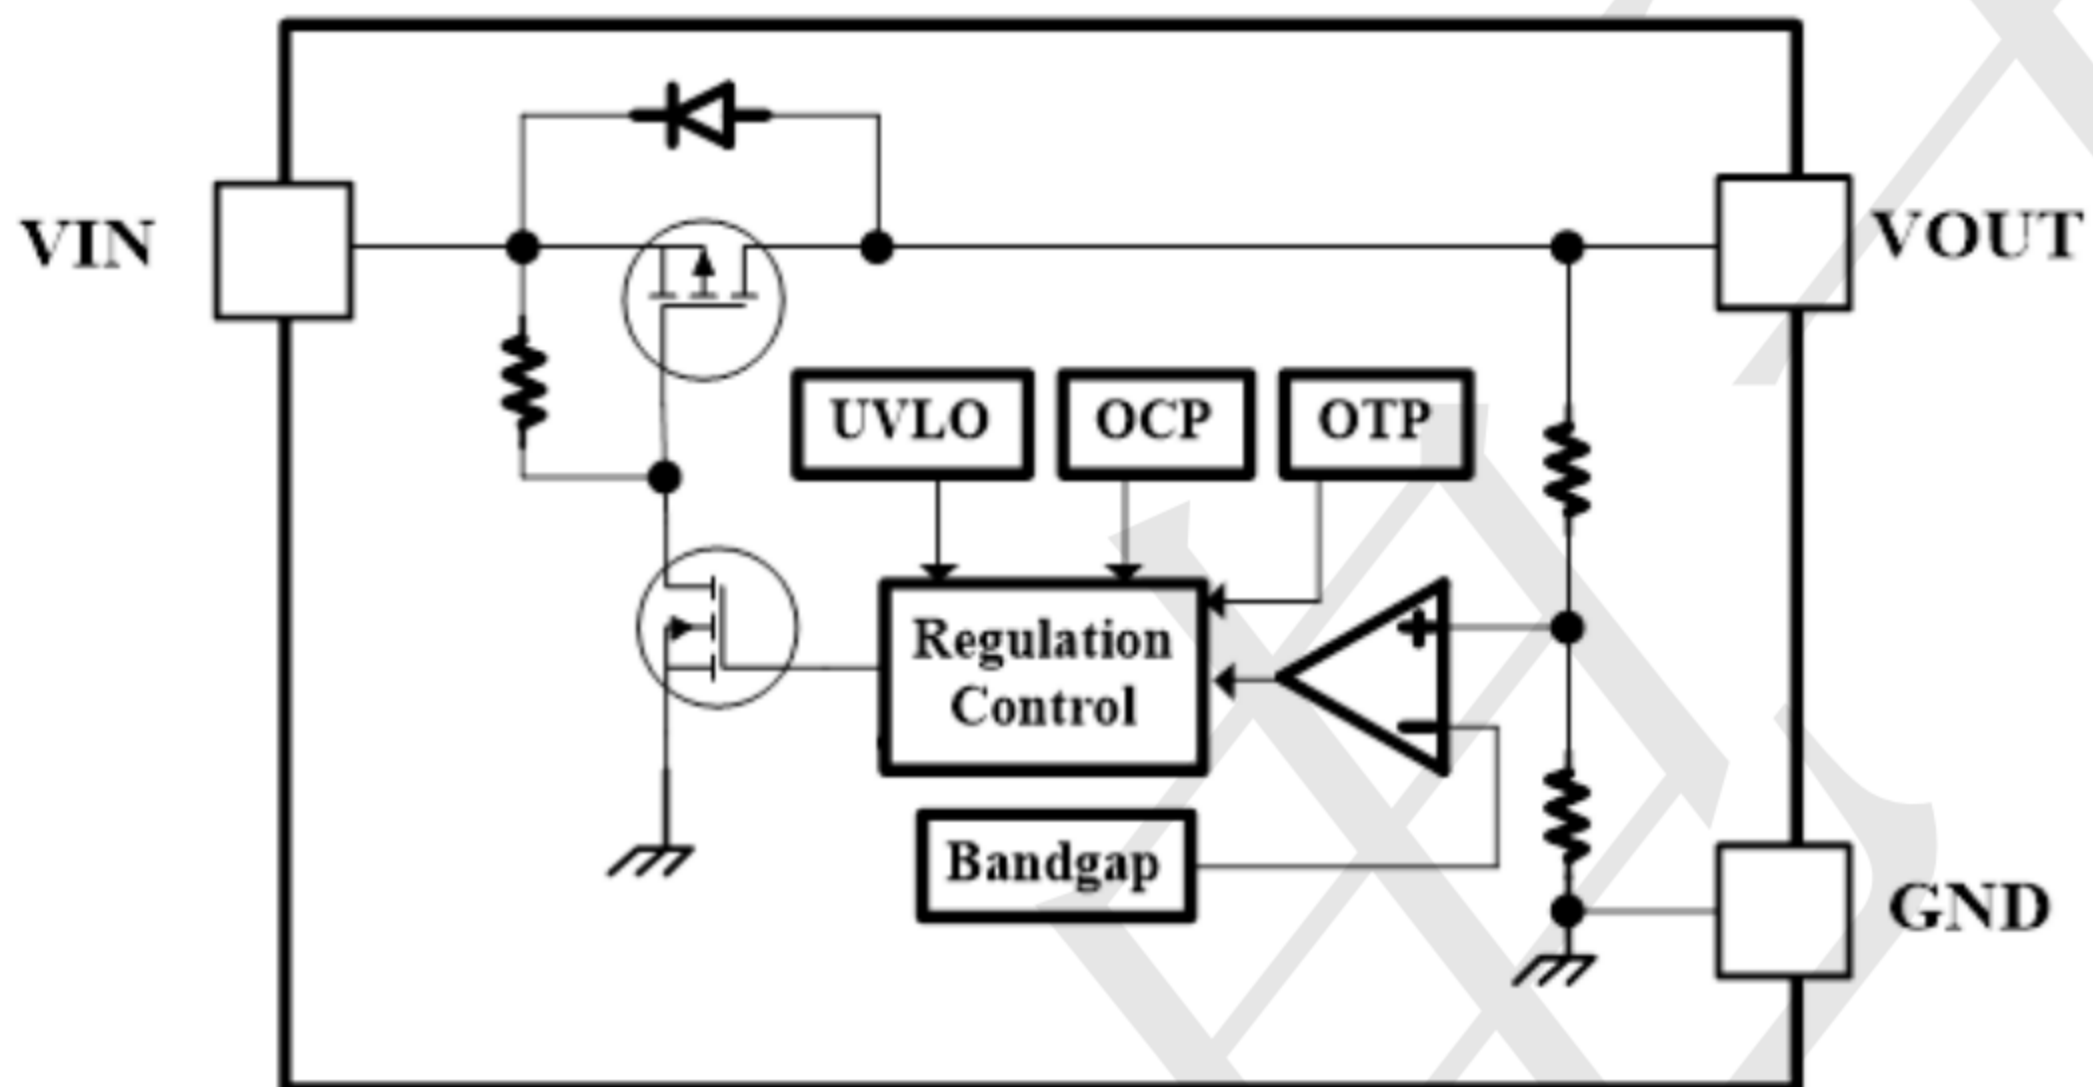 VIN
VOUT
UVLO
OCP
OTP
+
Regulation
Control
−
Bandgap
GND